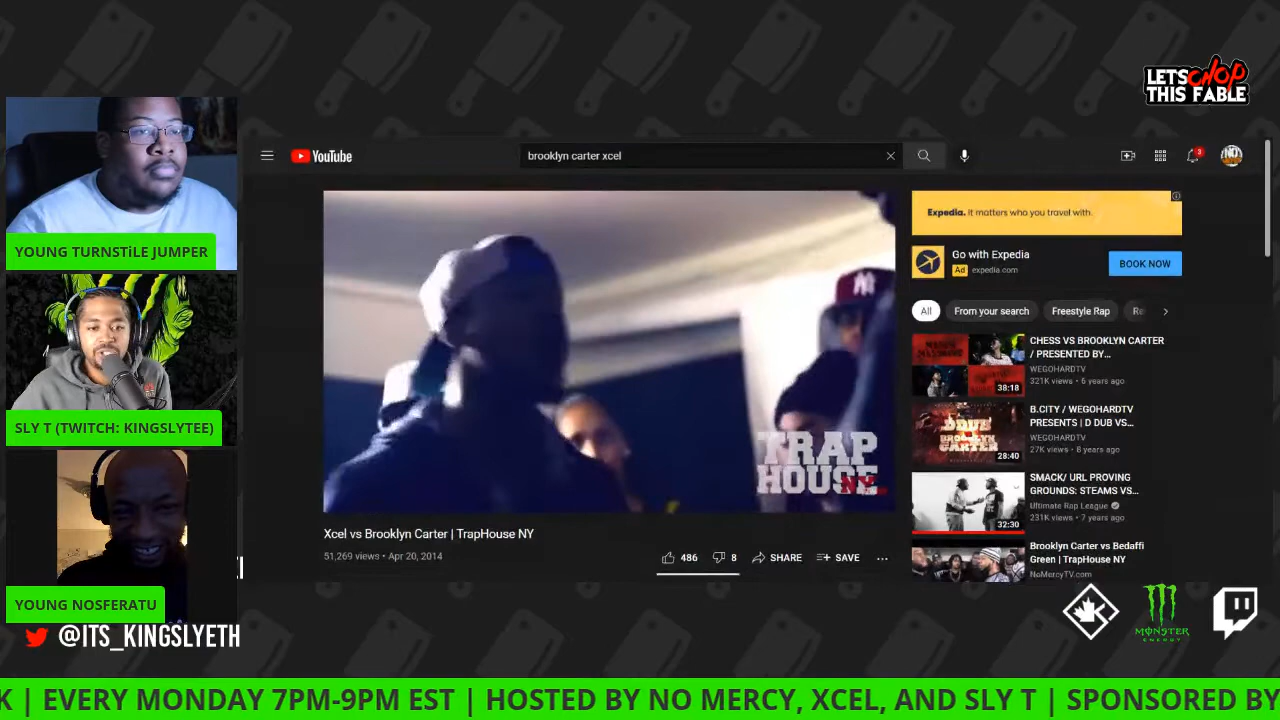 LETS CHOP
THIS FABLE
YouTube
brooklyn carter xcel
3
NO
YOUNG TURNSTiLE JUMPER
SLY T (TWITCH: KINGSLYTEE)
YOUNG NOSFERATU
@ITS_KINGSLYETH
TRAP
HOUSE
NY
Xcel vs Brooklyn Carter | TrapHouse NY
51,269 views • Apr 20, 2014
486
8
SHARE
SAVE
Expedia. It matters who you travel with.
Go with Expedia
Ad expedia.com
BOOK NOW
All
From your search
Freestyle Rap
Re
CHESS VS BROOKLYN CARTER
/ PRESENTED BY…
WEGOHARDTV
321K views • 6 years ago
38:18
B.CITY / WEGOHARDTV
PRESENTS | D DUB VS…
WEGOHARDTV
27K views • 8 years ago
DDUB
BROOKLYN
CARTER
28:40
SMACK/ URL PROVING
GROUNDS: STEAMS VS…
Ultimate Rap League
231K views • 7 years ago
32:30
Brooklyn Carter vs Bedaffi
Green | TrapHouse NY
NoMercyTV.com
MONSTER
ENERGY
K | EVERY MONDAY 7PM-9PM EST | HOSTED BY NO MERCY, XCEL, AND SLY T | SPONSORED BY